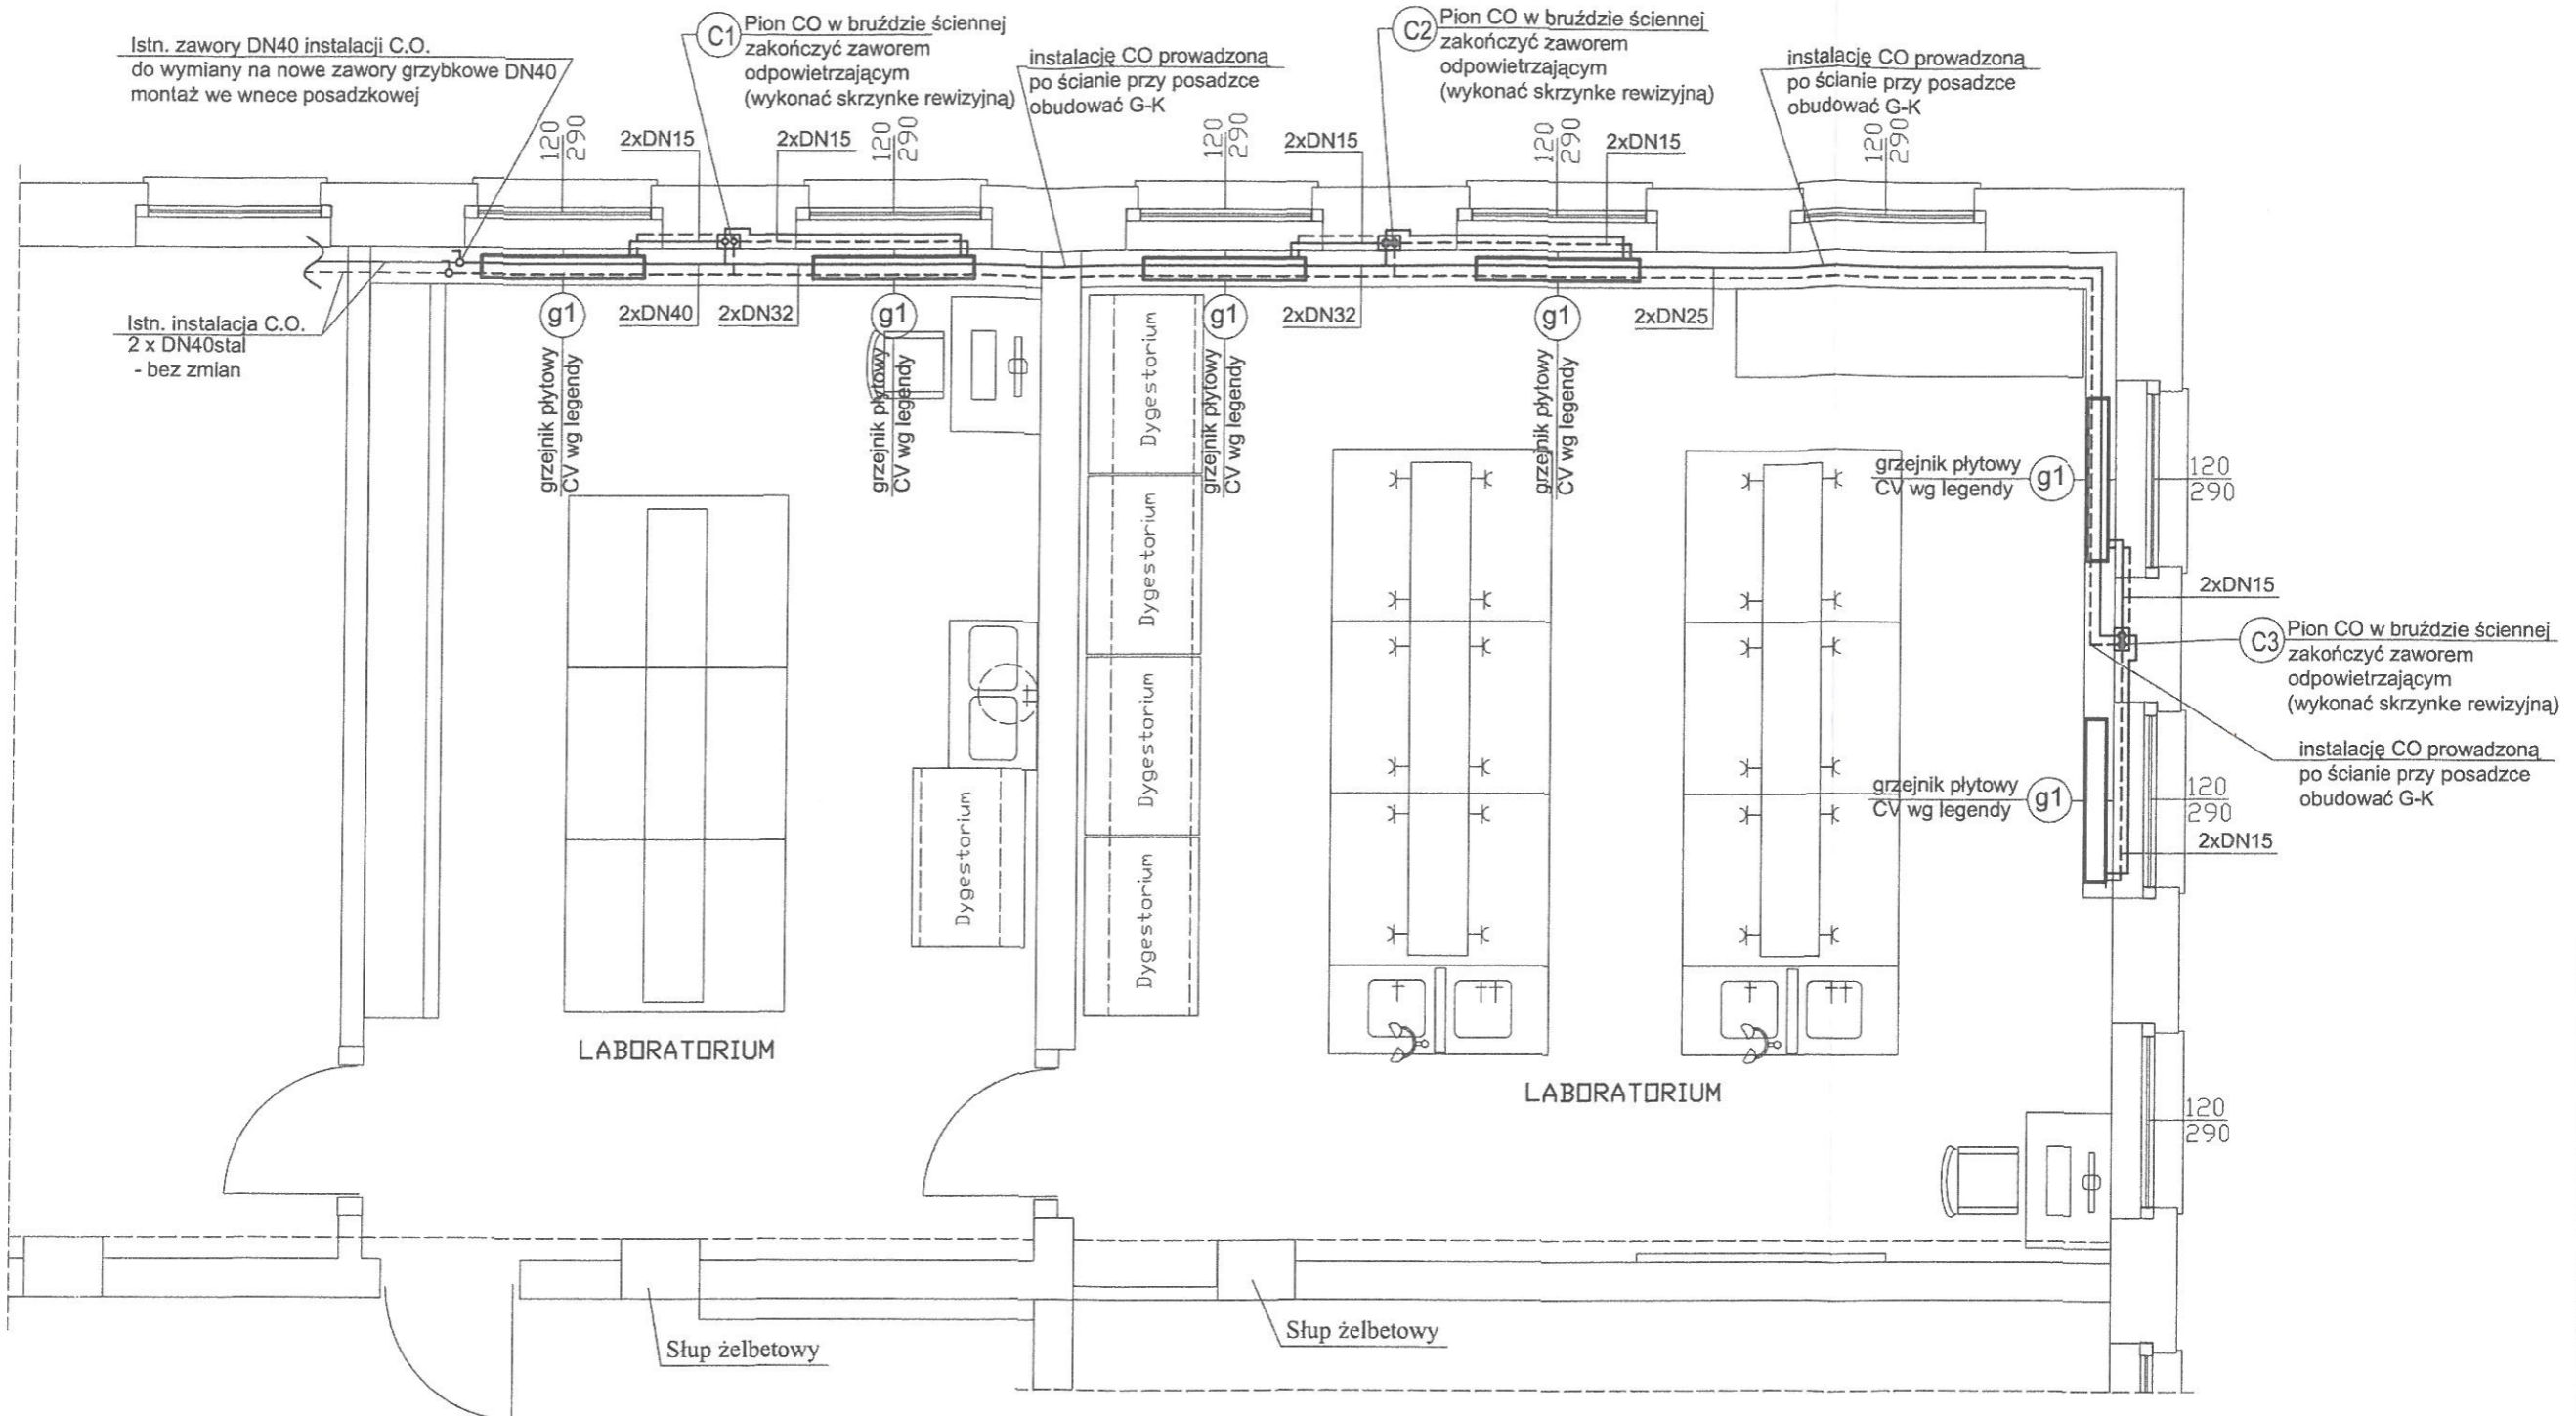 Istn. zawory DN40 instalacji C.O.
do wymiany na nowe zawory grzybkowe DN40
montaż we wnece posadzkowej
C1
Pion CO w bruździe ściennej
zakończyć zaworem
odpowietrzającym
(wykonać skrzynke rewizyjną)
instalację CO prowadzoną
po ścianie przy posadzce
obudować G-K
C2
Pion CO w bruździe ściennej
zakończyć zaworem
odpowietrzającym
(wykonać skrzynke rewizyjną)
instalację CO prowadzoną
po ścianie przy posadzce
obudować G-K
120
290
2xDN15
2xDN15
120
290
120
290
2xDN15
120
290
2xDN15
120
290
Istn. instalacja C.O.
2 x DN40stal
- bez zmian
g1
2xDN40
2xDN32
g1
g1
2xDN32
g1
2xDN25
grzejnik płytowy
CV wg legendy
grzejnik płytowy
CV wg legendy
grzejnik płytowy
CV wg legendy
grzejnik płytowy
CV wg legendy
Dygestorium
Dygestorium
Dygestorium
Dygestorium
Dygestorium
grzejnik płytowy
CV wg legendy
g1
120
290
2xDN15
C3
Pion CO w bruździe ściennej
zakończyć zaworem
odpowietrzającym
(wykonać skrzynke rewizyjną)
instalację CO prowadzoną
po ścianie przy posadzce
obudować G-K
grzejnik płytowy
CV wg legendy
g1
120
290
2xDN15
LABORATORIUM
LABORATORIUM
120
290
Słup żelbetowy
Słup żelbetowy